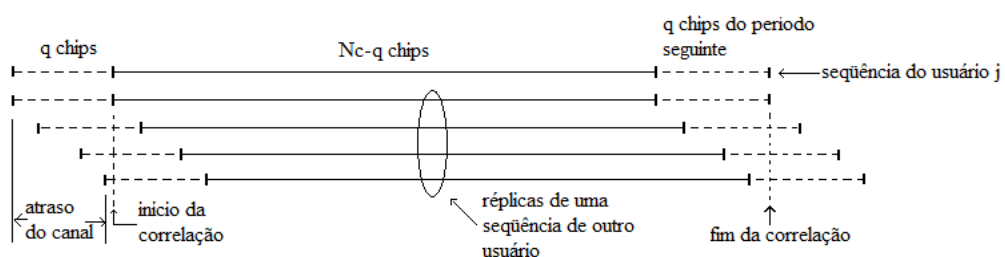 q chips
Nc-q chips
q chips do periodo
seguinte
seqüência do usuário j
atraso
do canal
início da
correlação
réplicas de uma
seqüência de outro
usuário
fim da correlação